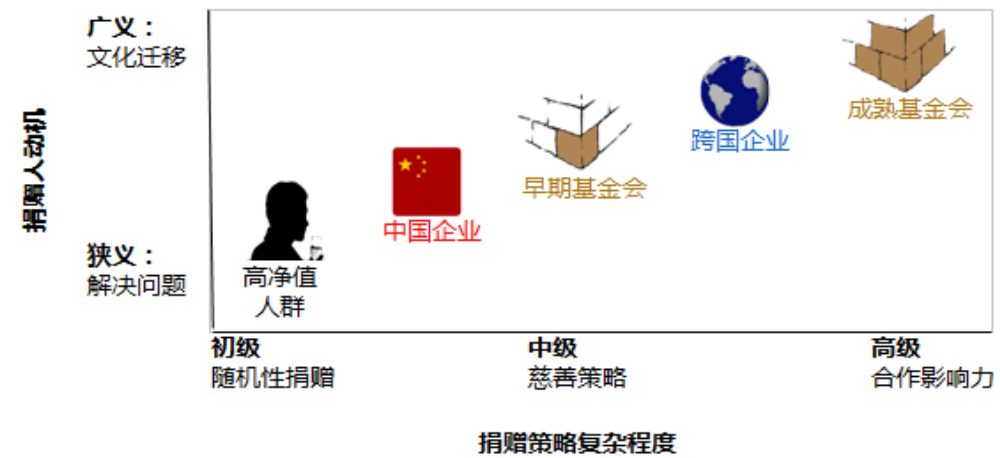 广义：
文化迁移
成熟基金会
跨国企业
捐赠人动机
早期基金会
中国企业
狭义：
解决问题
高净值
人群
初级
随机性捐赠
中级
慈善策略
高级
合作影响力
捐赠策略复杂程度